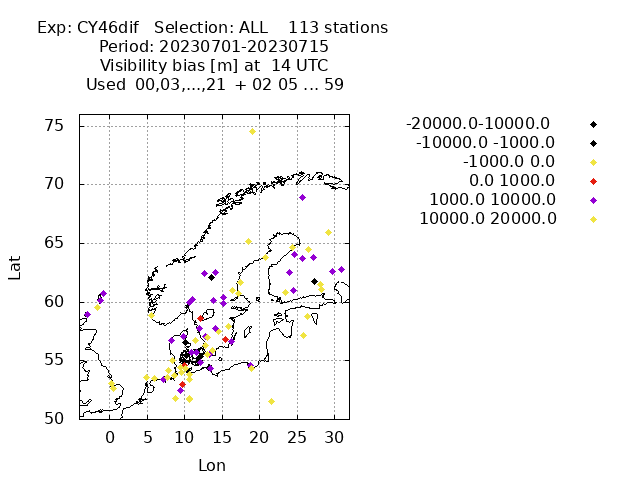 Exp: CY46dif   Selection: ALL    113 stations
Period: 20230701-20230715
Visibility bias [m] at  14 UTC
Used  00,03,...,21  + 02 05 ... 59
-20000.0-10000.0
-10000.0 -1000.0
-1000.0 0.0
0.0 1000.0
1000.0 10000.0
10000.0 20000.0
75
70
65
60
55
50
Lat
0 5 10 15 20 25 30
Lon